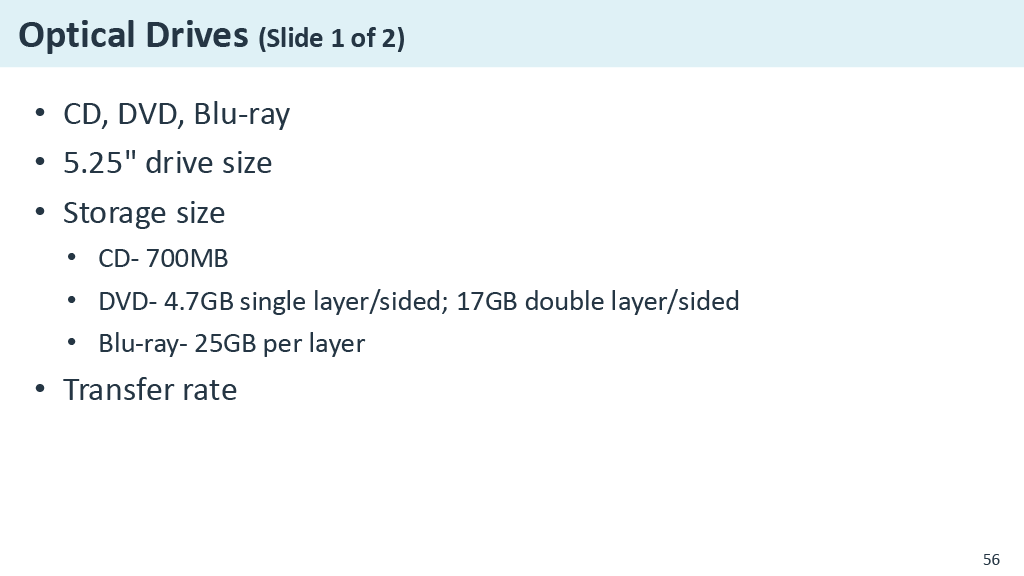 Optical Drives (Slide 1 of 2)
• CD, DVD, Blu-ray
• 5.25" drive size
• Storage size
• CD- 700MB
• DVD- 4.7GB single layer/sided; 17GB double layer/sided
• Blu-ray- 25GB per layer
• Transfer rate
56